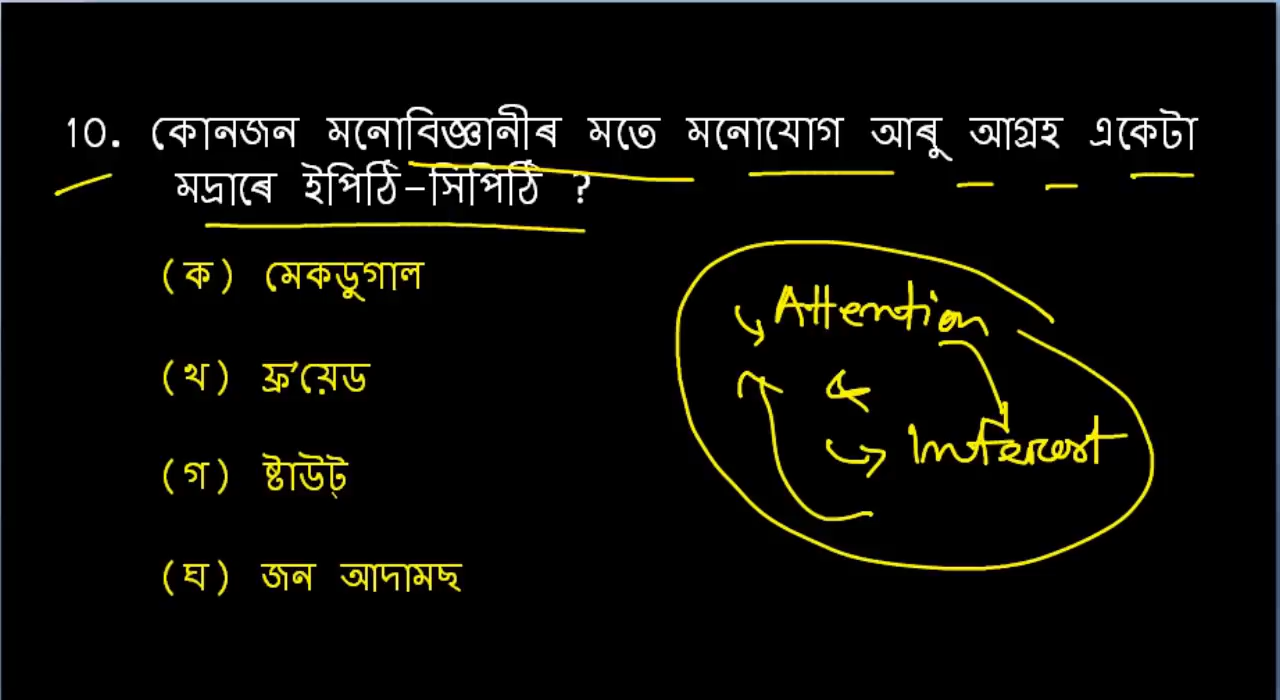 10. কোনজন মনোবিজ্ঞানীৰ মতে মনোযোগ আৰু আগ্ৰহ একেটা
মদ্ৰাৰে ইপিঠি-সিপিঠি ?
(ক) মেকডুগাল
(খ) ফ্ৰ'য়েড
(গ) ষ্টাউট্
(ঘ) জন আদামছ
Attention
&
Interest